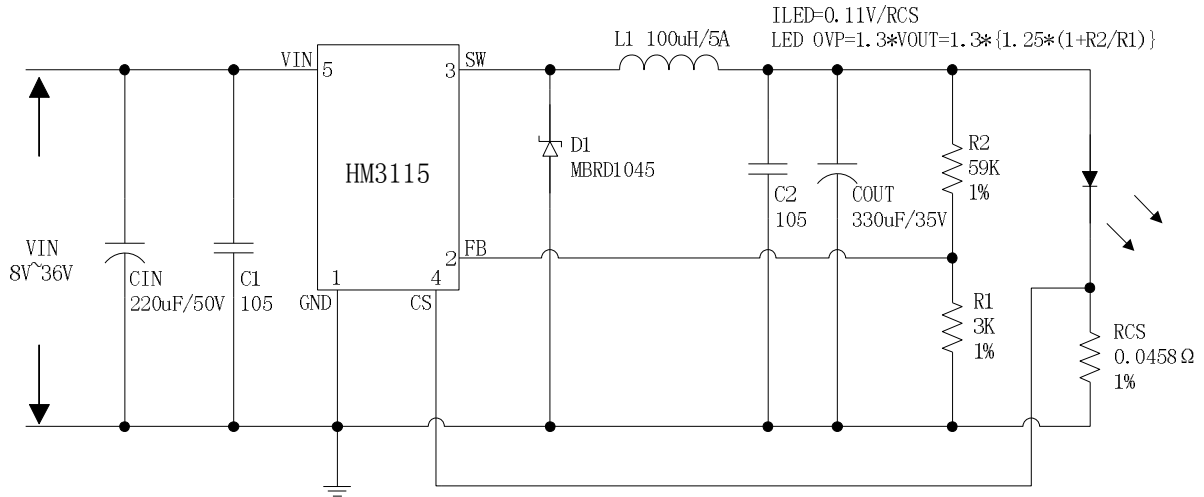 ILED=0.11V/RCS
LED OVP=1.3*VOUT=1.3*{1.25*(1+R2/R1)}
L1 100uH/5A
VIN
5
3
SW
HM3115
D1
MBRD1045
R2
59K
1%
C2
105
COUT
330uF/35V
2
FB
VIN
8V~36V
CIN
220uF/50V
C1
105
1
GND
4
CS
R1
3K
1%
RCS
0.0458Ω
1%